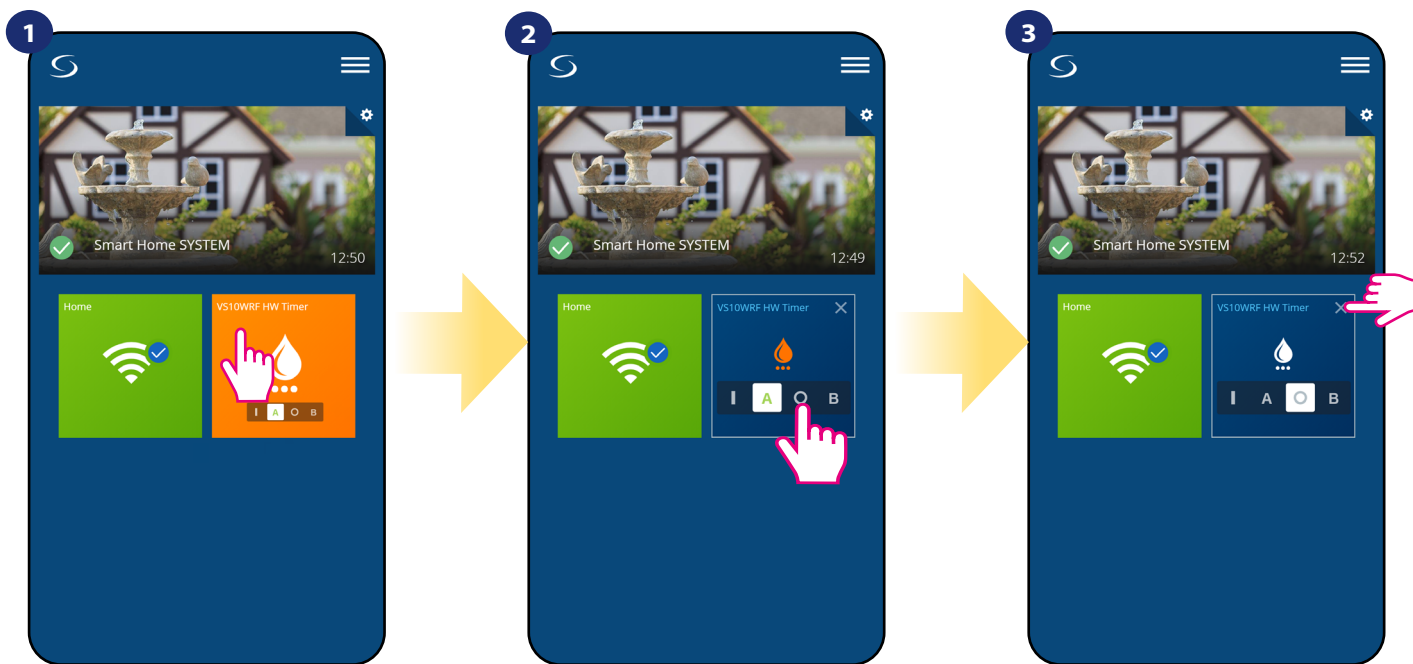 1
Smart Home SYSTEM
12:50
Home
VS10WRF HW Timer
I A O B
2
Smart Home SYSTEM
12:49
Home
VS10WRF HW Timer
I A O B
3
Smart Home SYSTEM
12:52
Home
VS10WRF HW Timer
I A O B